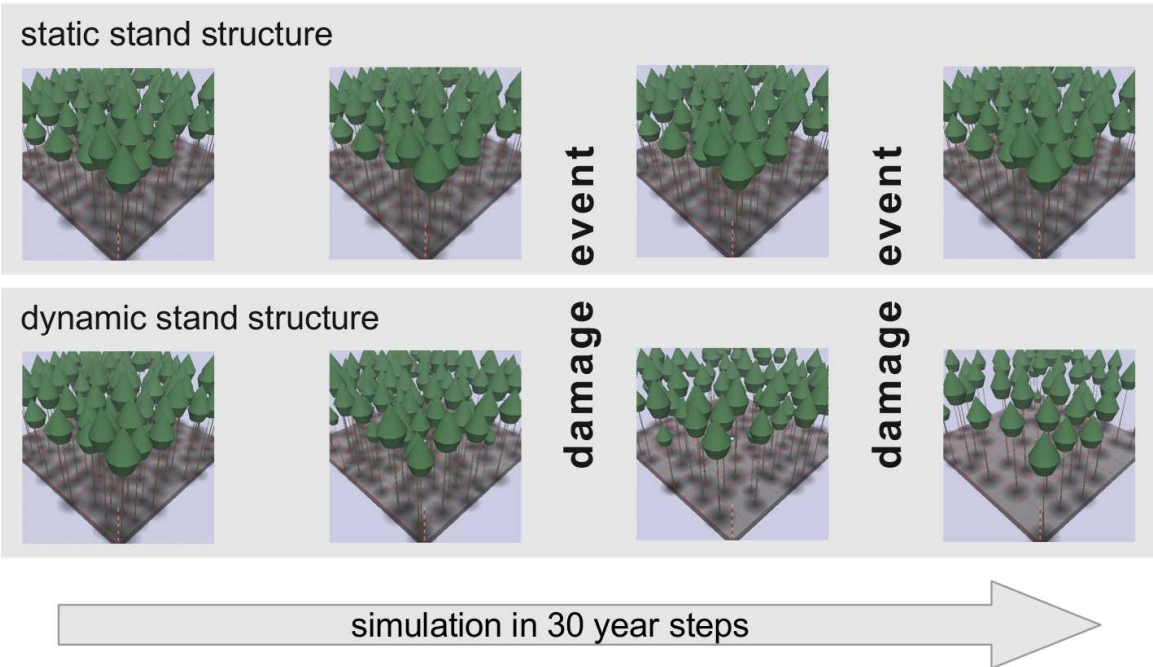 static stand structure
damage event
damage event
dynamic stand structure
simulation in 30 year steps